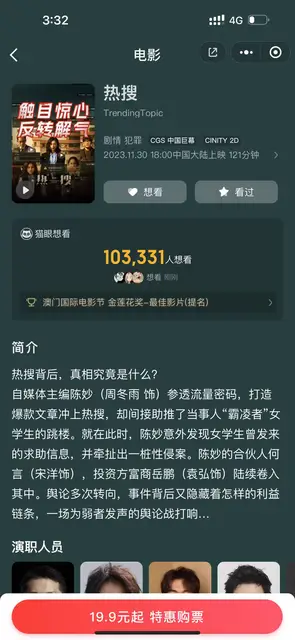 3:32
4G
电影
触目惊心
反转解气
热搜
热搜
TrendingTopic
剧情 犯罪 CGS 中国巨幕 CINITY 2D
2023.11.30 18:00中国大陆上映 121分钟
想看
看过
猫眼想看
103,331人想看
想看 刚刚
澳门国际电影节 金莲花奖-最佳影片(提名)
简介
热搜背后，真相究竟是什么？
自媒体主编陈妙（周冬雨 饰）参透流量密码，打造
爆款文章冲上热搜，却间接助推了当事人“霸凌者”女
学生的跳楼。就在此时，陈妙意外发现女学生曾发来
的求助信息，并牵扯出一桩性侵案。陈妙的合伙人何
言（宋洋饰），投资方富商岳鹏（袁弘饰）陆续卷入
其中。舆论多次转向，事件背后又隐藏着怎样的利益
链条，一场为弱者发声的舆论战打响...
演职人员
19.9元起 特惠购票